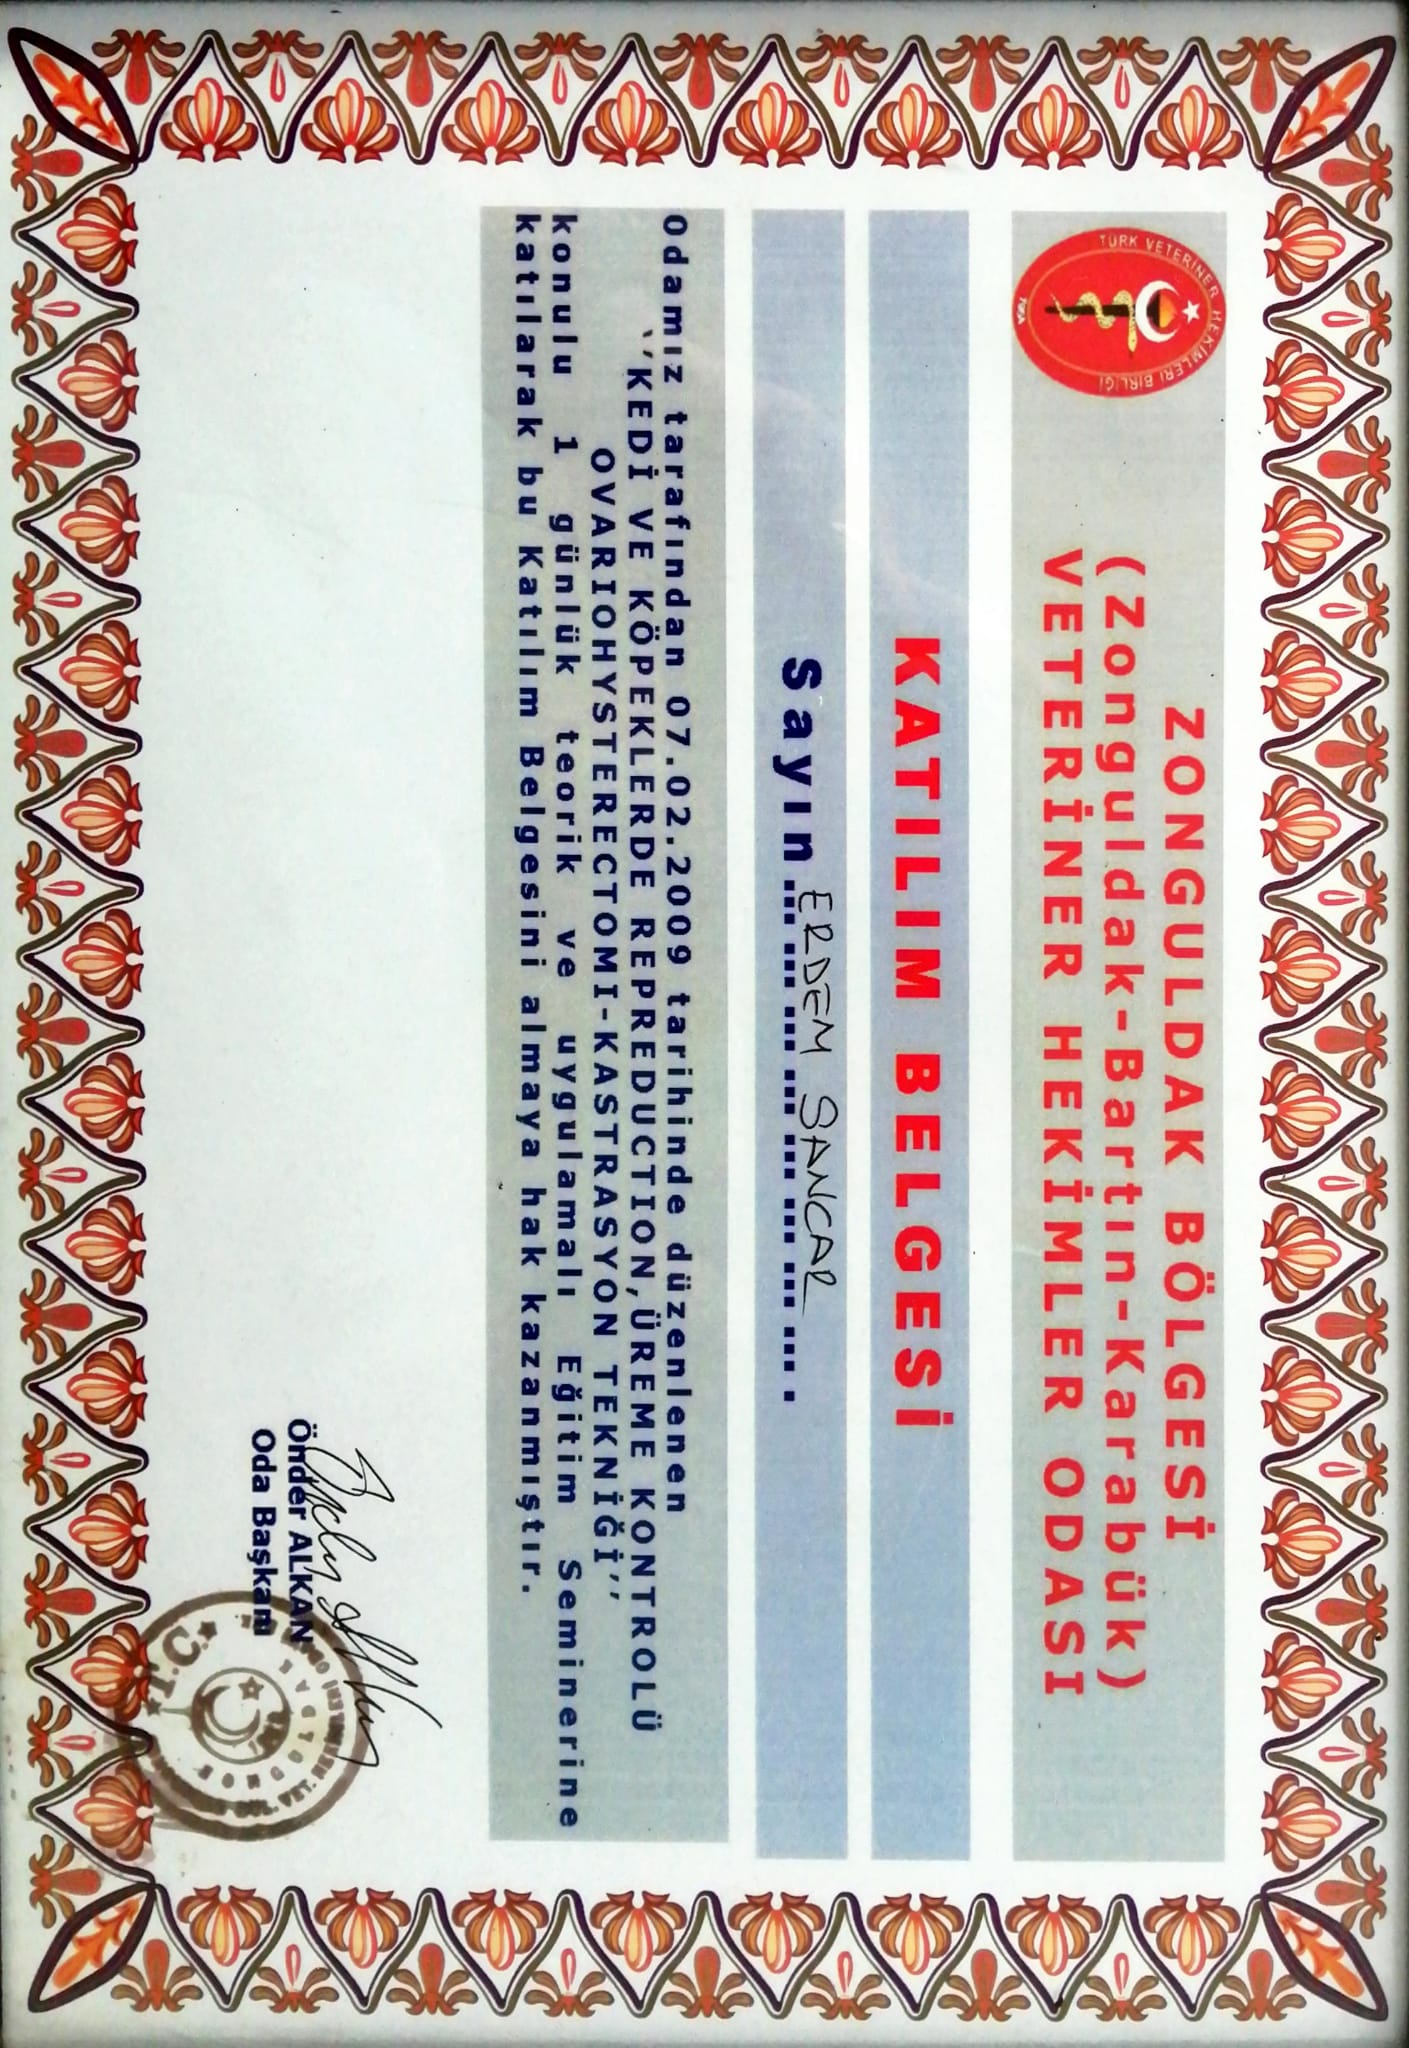 TÜRK VETERİNER HEKİMLERİ BİRLİĞİ
ZONGULDAK BÖLGESİ
(Zonguldak-Bartın-Karabük)
VETERİNER HEKİMLER ODASI
KATILIM BELGESİ
Sayın ERDEM SANCAR
Odamız tarafından 07.02.2009 tarihinde düzenlenen
‘‘KEDİ VE KÖPEKLERDE REPREDUCTION,ÜREME KONTROLÜ
OVARIOHYSTERECTOMI-KASTRASYON TEKNİĞİ’’
konulu 1 günlük teorik ve uygulamalı Eğitim Seminerine
katılarak bu Katılım Belgesini almaya hak kazanmıştır.
Önder ALKAN
Oda Başkanı
T.C.